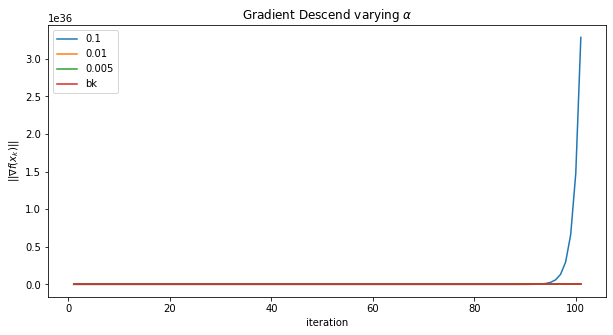 Gradient Descend varying α
1e36
0.1
0.01
0.005
bk
3.0
2.5
2.0
1.5
1.0
0.5
0.0
||∇f(x_k)||
0 20 40 60 80 100
iteration